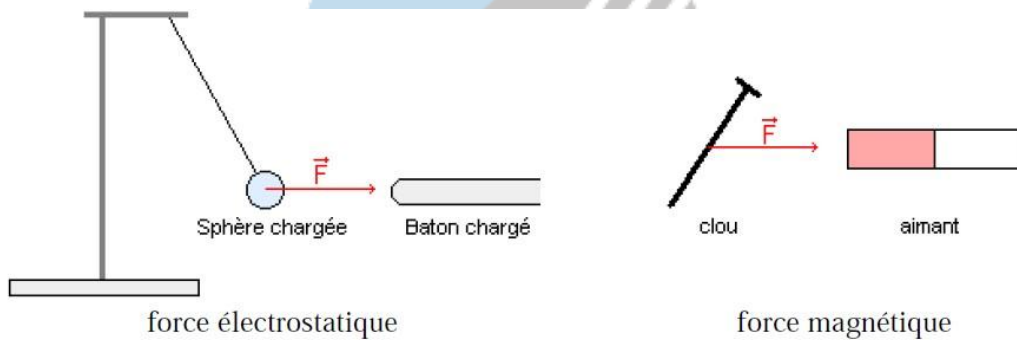 F
Sphère chargée
Baton chargé
force électrostatique
F
clou
aimant
force magnétique